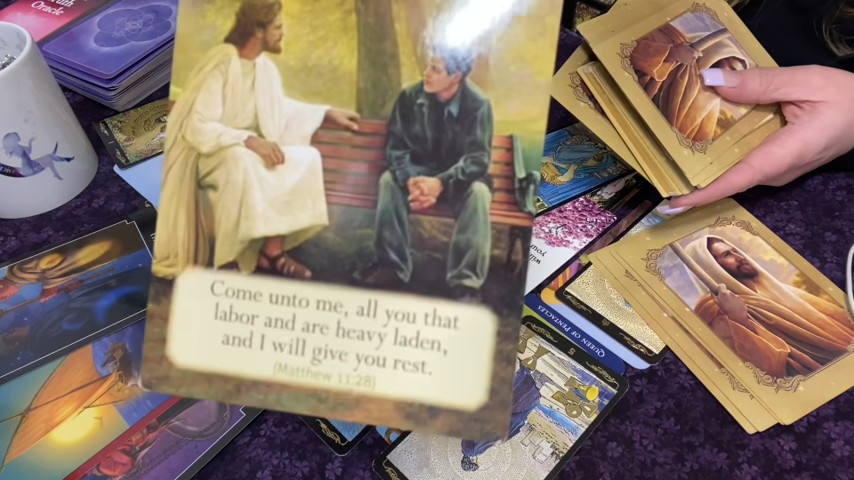 Oracle
Come unto me, all you that
labor and are heavy laden,
and I will give you rest.
(Matthew 11:28)
QUEEN OF PENTACLES